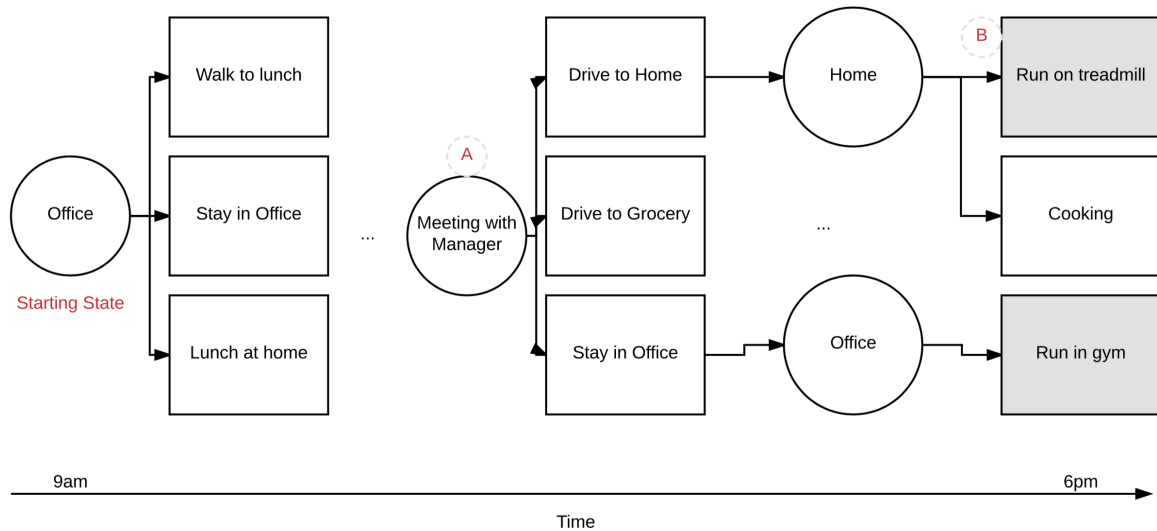 Walk to lunch
Drive to Home
Home
B
Run on treadmill
A
Office
Stay in Office
...
Meeting with
Manager
Drive to Grocery
...
Cooking
Starting State
Lunch at home
Stay in Office
Office
Run in gym
9am
6pm
Time